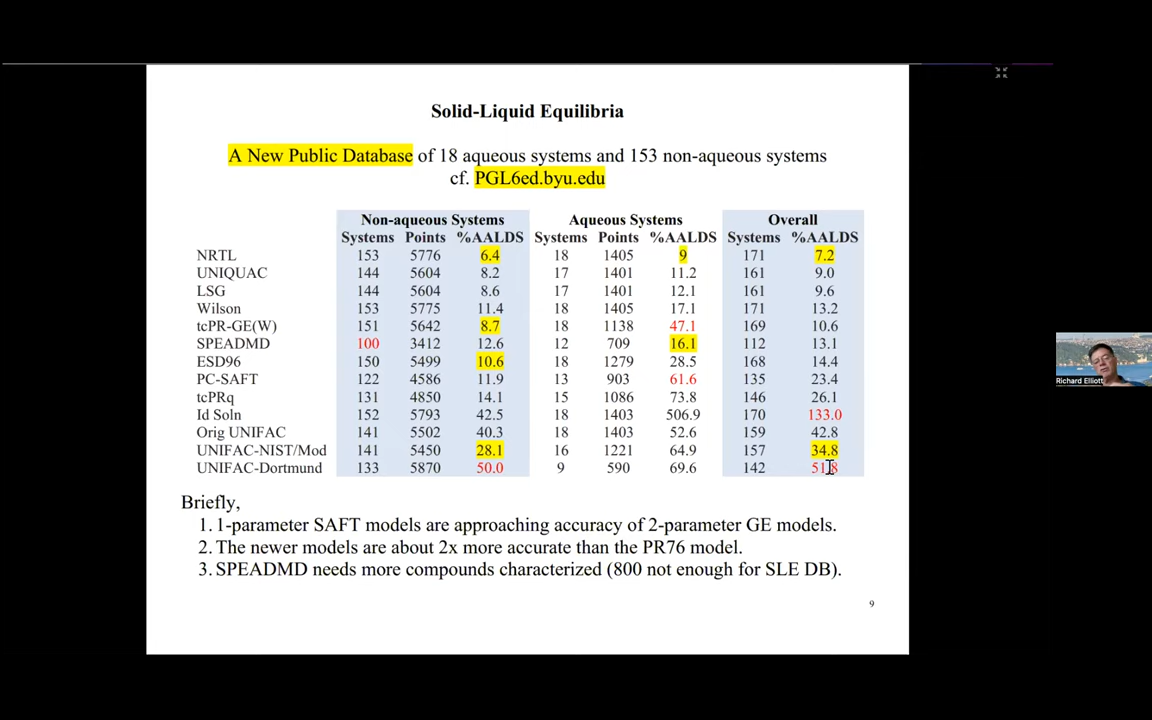 Solid-Liquid Equilibria
A New Public Database of 18 aqueous systems and 153 non-aqueous systems
cf. PGL6ed.byu.edu
Non-aqueous Systems Aqueous Systems Overall
Systems Points %AALDS Systems Points %AALDS Systems %AALDS
NRTL 153 5776 6.4 18 1405 9 171 7.2
UNIQUAC 144 5604 8.2 17 1401 11.2 161 9.0
LSG 144 5604 8.6 17 1401 12.1 161 9.6
Wilson 153 5775 11.4 18 1405 17.1 171 13.2
tcPR-GE(W) 151 5642 8.7 18 1138 47.1 169 10.6
SPEADMD 100 3412 12.6 12 709 16.1 112 13.1
ESD96 150 5499 10.6 18 1279 28.5 168 14.4
PC-SAFT 122 4586 11.9 13 903 61.6 135 23.4
tcPRq 131 4850 14.1 15 1086 73.8 146 26.1
Id Soln 152 5793 42.5 18 1403 506.9 170 133.0
Orig UNIFAC 141 5502 40.3 18 1403 52.6 159 42.8
UNIFAC-NIST/Mod 141 5450 28.1 16 1221 64.9 157 34.8
UNIFAC-Dortmund 133 5870 50.0 9 590 69.6 142 51.8
Briefly,
1. 1-parameter SAFT models are approaching accuracy of 2-parameter GE models.
2. The newer models are about 2x more accurate than the PR76 model.
3. SPEADMD needs more compounds characterized (800 not enough for SLE DB).
9
Richard Elliott